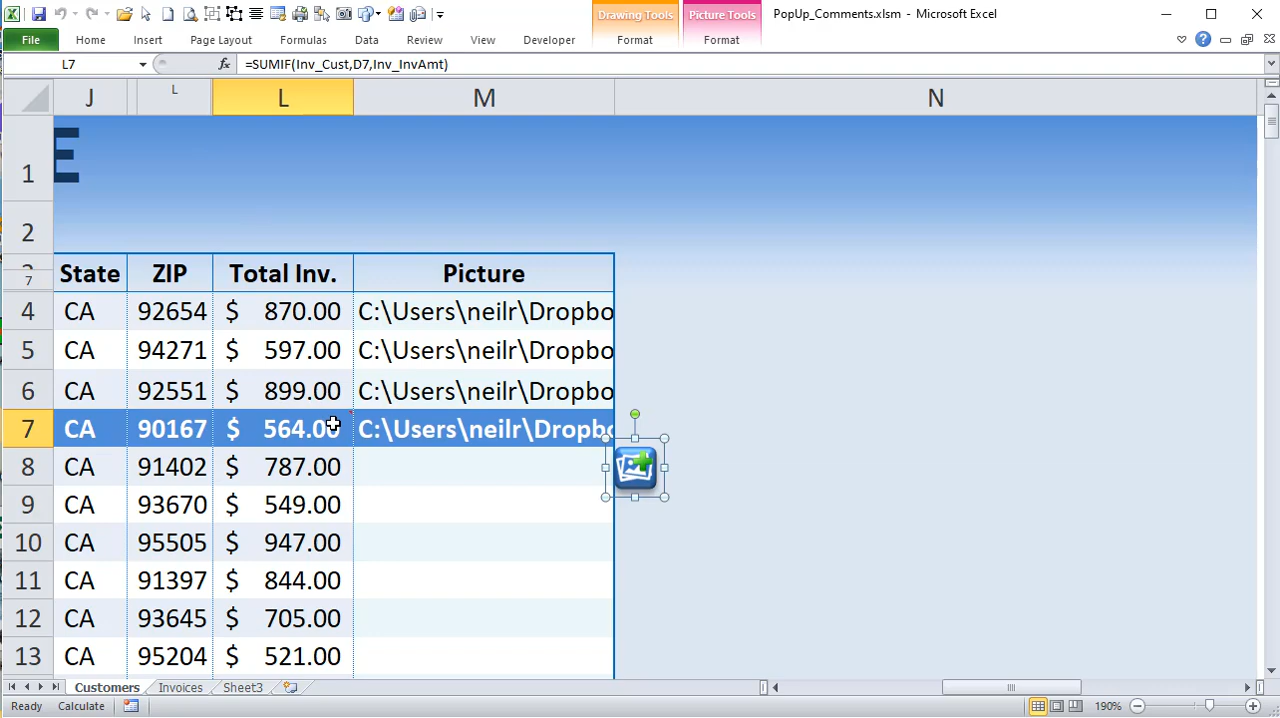 Drawing Tools Picture Tools PopUp_Comments.xlsm - Microsoft Excel
File Home Insert Page Layout Formulas Data Review View Developer Format Format
L7 fx =SUMIF(Inv_Cust,D7,Inv_InvAmt)
J L L M N
1 E
2
3 State ZIP Total Inv. Picture
7
4 CA 92654 $ 870.00 C:\Users\neilr\Dropbo
5 CA 94271 $ 597.00 C:\Users\neilr\Dropbo
6 CA 92551 $ 899.00 C:\Users\neilr\Dropbo
7 CA 90167 $ 564.00 C:\Users\neilr\Dropbo
8 CA 91402 $ 787.00
9 CA 93670 $ 549.00
10 CA 95505 $ 947.00
11 CA 91397 $ 844.00
12 CA 93645 $ 705.00
13 CA 95204 $ 521.00
Customers Invoices Sheet3
Ready Calculate 190%